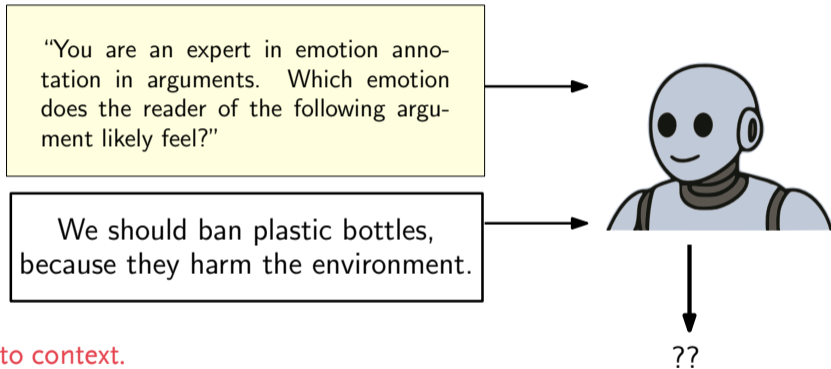 “You are an expert in emotion anno-
tation in arguments. Which emotion
does the reader of the following argu-
ment likely feel?”
We should ban plastic bottles,
because they harm the environment.
to context.
??